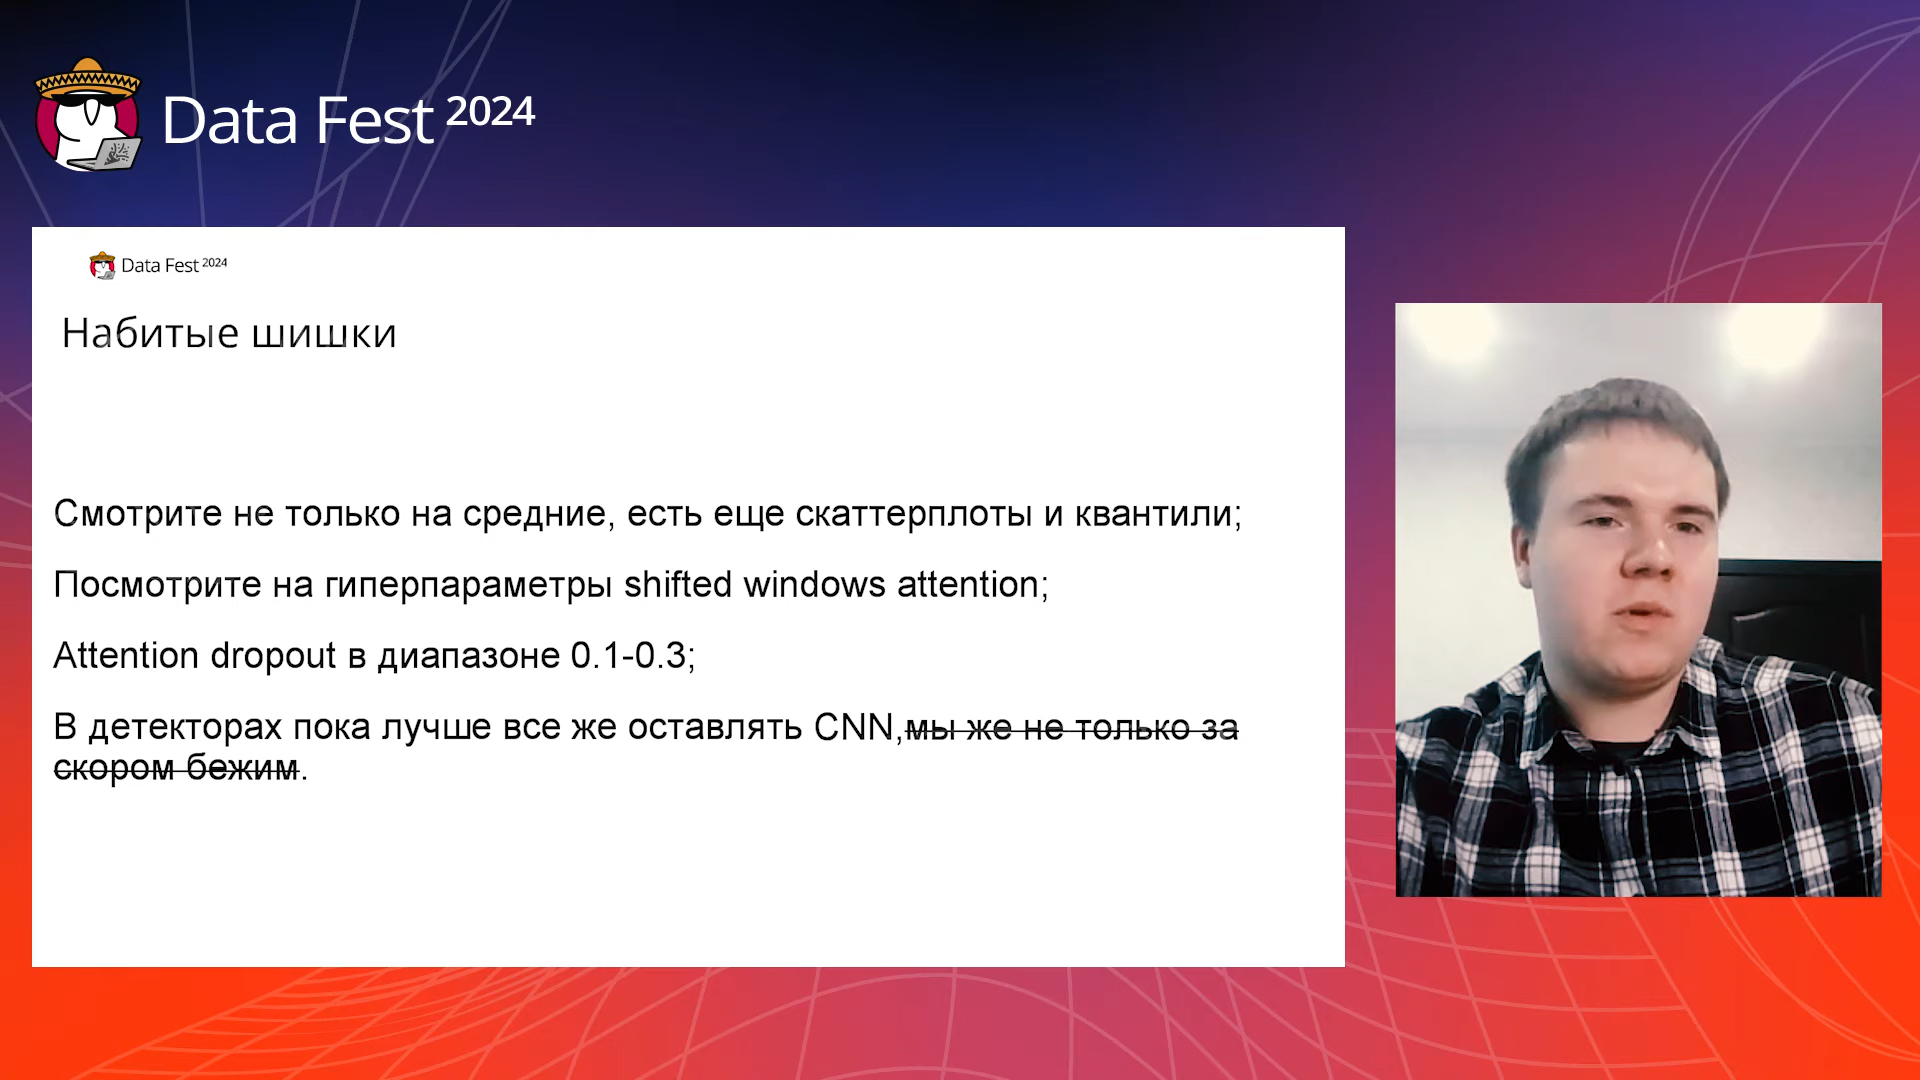 Data Fest 2024
Data Fest 2024
Набитые шишки
Смотрите не только на средние, есть еще скаттерплоты и квантили;
Посмотрите на гиперпараметры shifted windows attention;
Attention dropout в диапазоне 0.1-0.3;
В детекторах пока лучше все же оставлять CNN,мы же не только за
скором бежим.